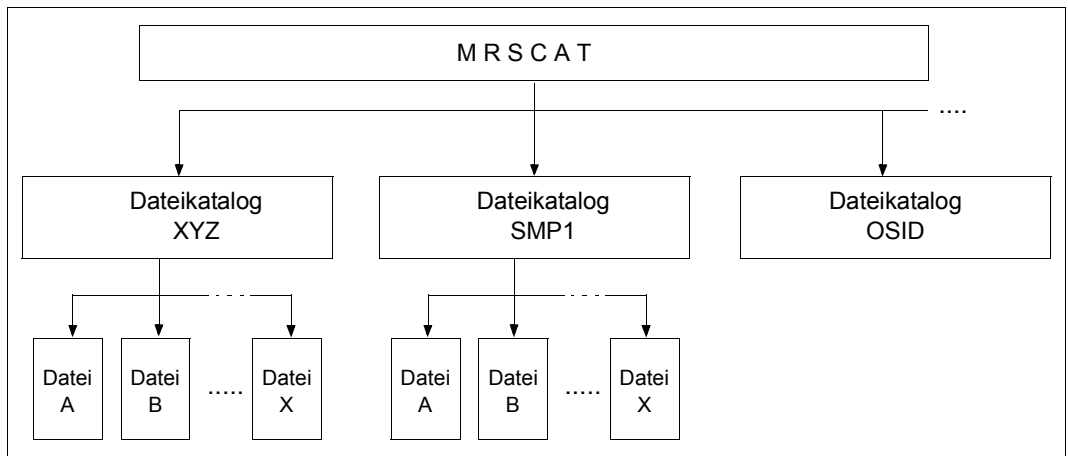 M R S C A T
....
Dateikatalog
XYZ
Dateikatalog
SMP1
Dateikatalog
OSID
Datei
A
Datei
B
.....
Datei
X
Datei
A
Datei
B
.....
Datei
X